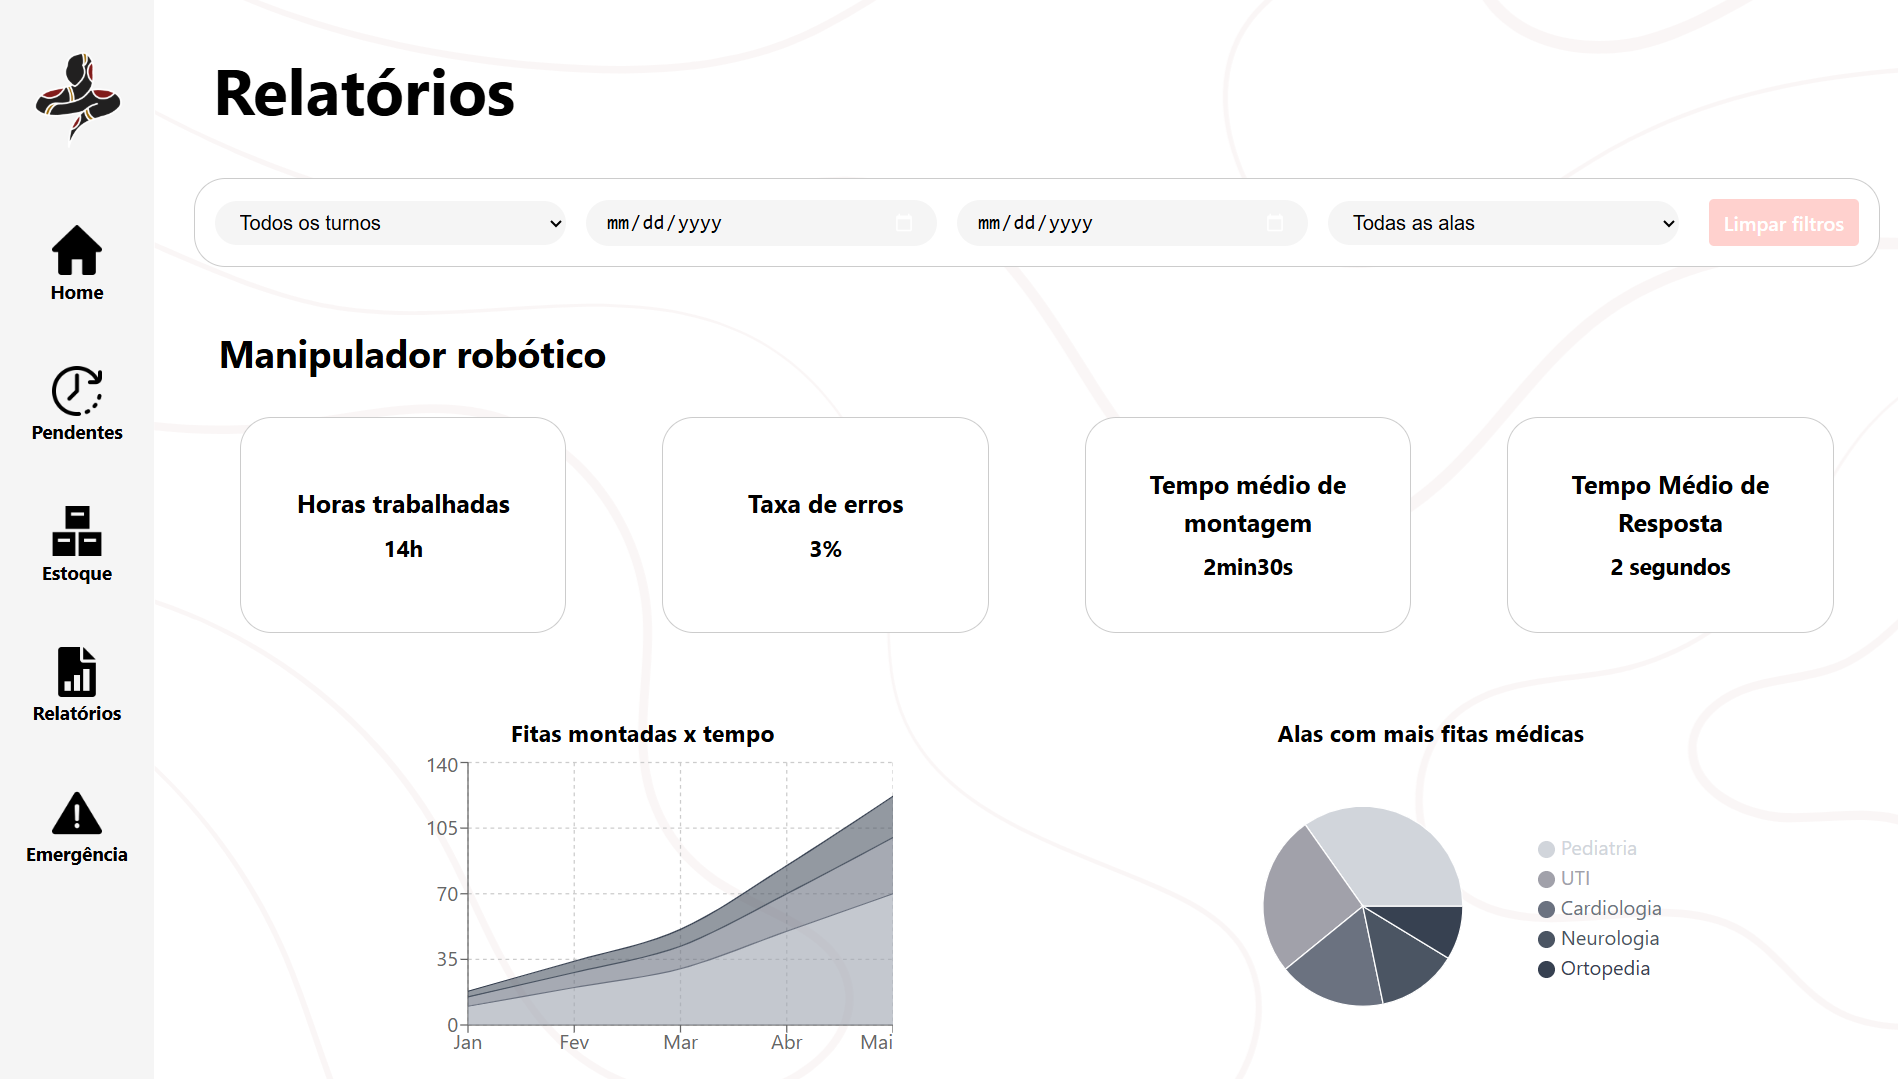 Relatórios
Todos os turnos
mm/dd/yyyy
mm/dd/yyyy
Todas as alas
Limpar filtros
Home
Pendentes
Estoque
Relatórios
Emergência
Manipulador robótico
Horas trabalhadas
14h
Taxa de erros
3%
Tempo médio de
montagem
2min30s
Tempo Médio de
Resposta
2 segundos
Fitas montadas x tempo
140
105
70
35
0
Jan
Fev
Mar
Abr
Mai
Alas com mais fitas médicas
Pediatria
UTI
Cardiologia
Neurologia
Ortopedia